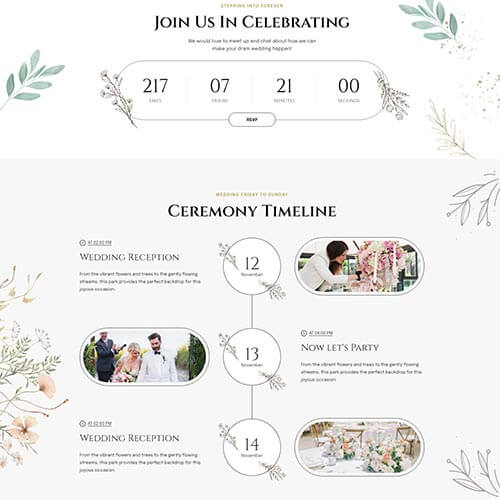 STEPPING INTO FOREVER
JOIN US IN CELEBRATING
We would love to meet up and chat about how we can
make your dram wedding happen!
217 07 21 00
DAYS HOURS MINUTES SECONDS
RSVP
WEDDING FRIDAY TO SUNDAY
CEREMONY TIMELINE
AT 02:00 PM
WEDDING RECEPTION
From the vibrant flowers and trees to the gently flowing
streams, this park provides the perfect backdrop for this
joyous occasion.
12
November
13
November
AT 04:00 PM
NOW LET'S PARTY
From the vibrant flowers and trees to the gently flowing
streams, this park provides the perfect backdrop for this
joyous occasion.
AT 02:00 PM
WEDDING RECEPTION
From the vibrant flowers and trees to the gently flowing
streams, this park provides the perfect backdrop for this
joyous occasion.
14
November